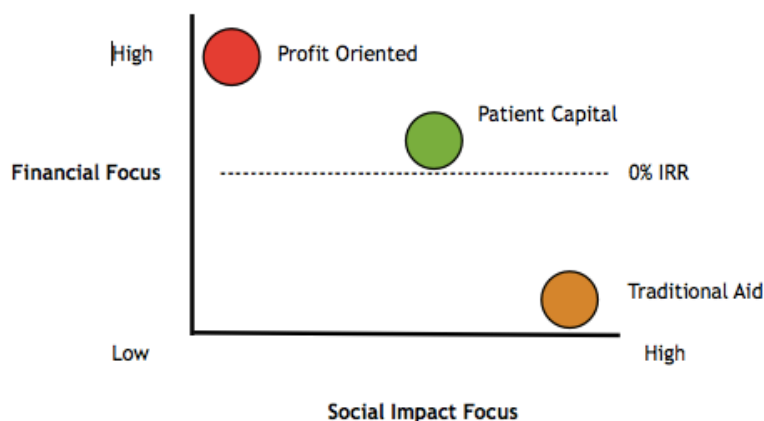 High
Profit Oriented
Patient Capital
Financial Focus
0% IRR
Traditional Aid
Low
High
Social Impact Focus